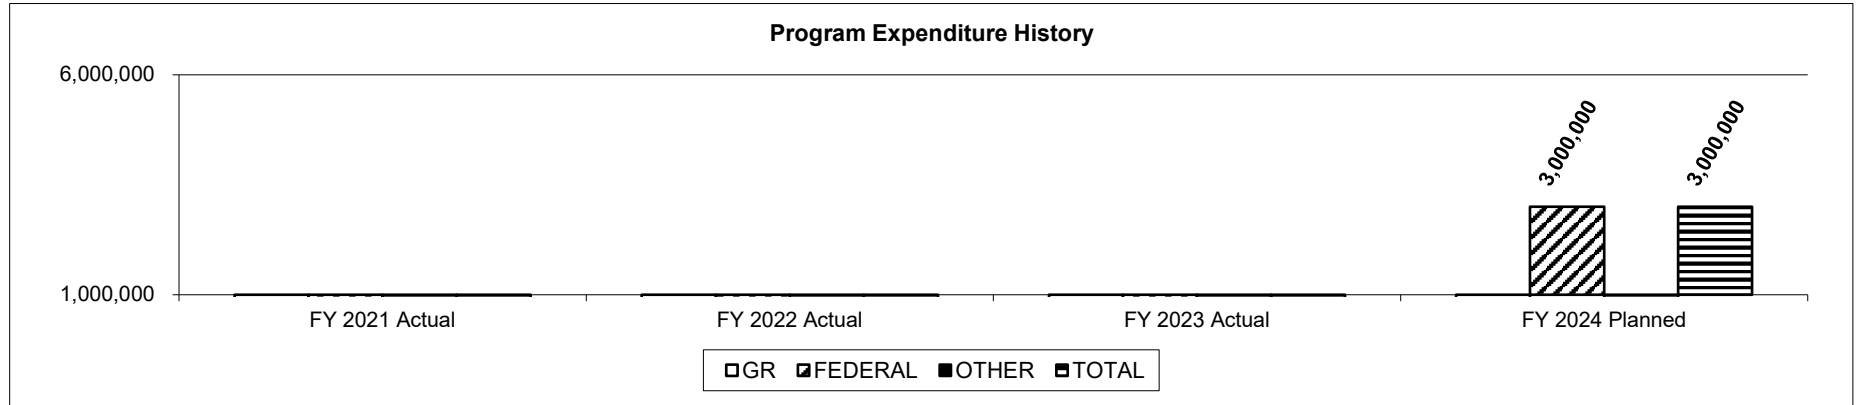 Program Expenditure History
6,000,000
3,000,000
3,000,000
1,000,000
FY 2021 Actual
FY 2022 Actual
FY 2023 Actual
FY 2024 Planned
GR FEDERAL OTHER TOTAL